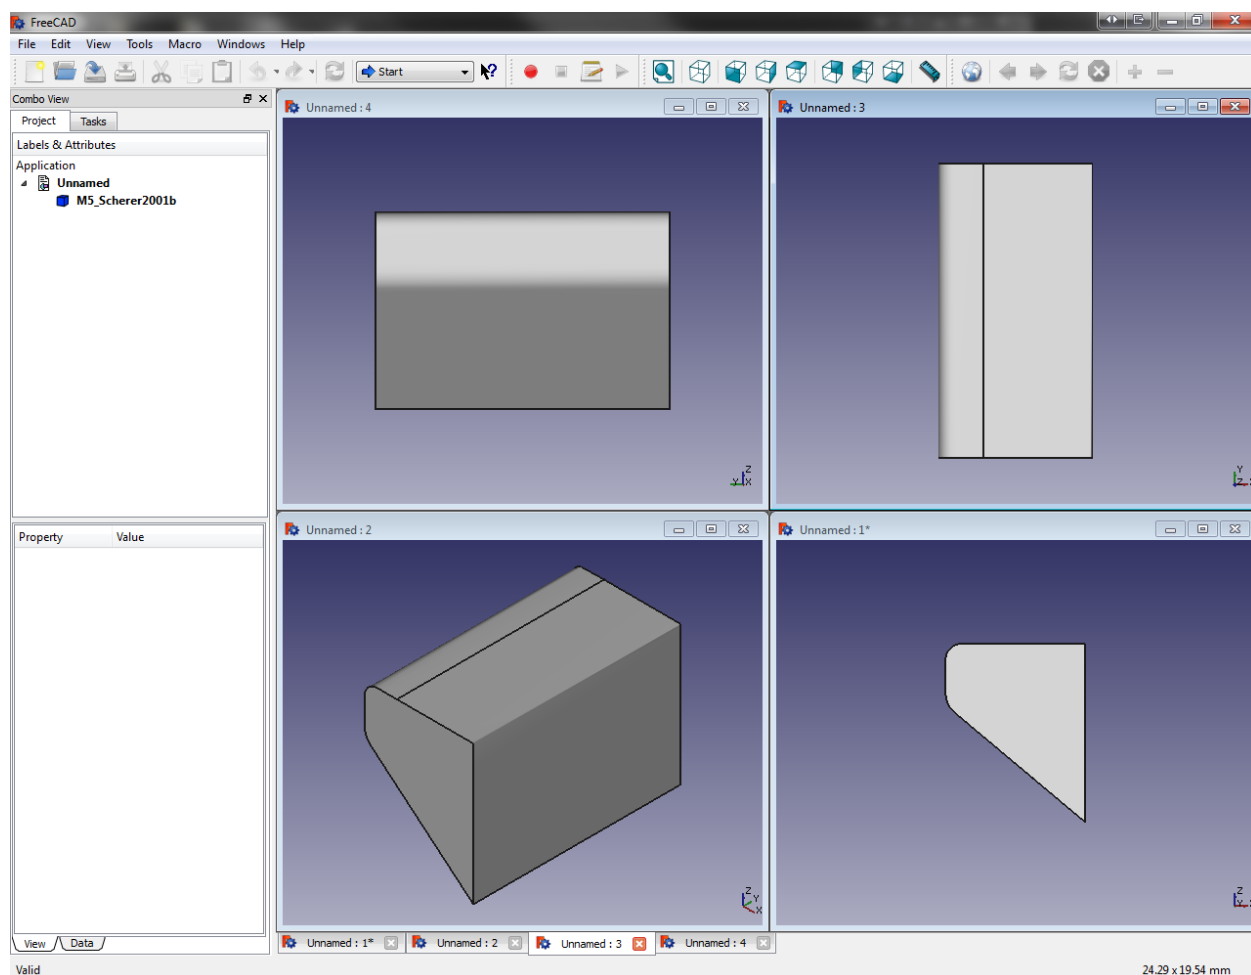 FreeCAD
File Edit View Tools Macro Windows Help
Start
Combo View
Project Tasks
Labels & Attributes
Application
Unnamed
M5_Scherer2001b
Property Value
View Data
Unnamed : 4
Z
Y X
Unnamed : 3
Y
Z
Unnamed : 2
Z
Y
X
Unnamed : 1*
Z
Unnamed : 1* Unnamed : 2 Unnamed : 3 Unnamed : 4
Valid 24.29 x 19.54 mm